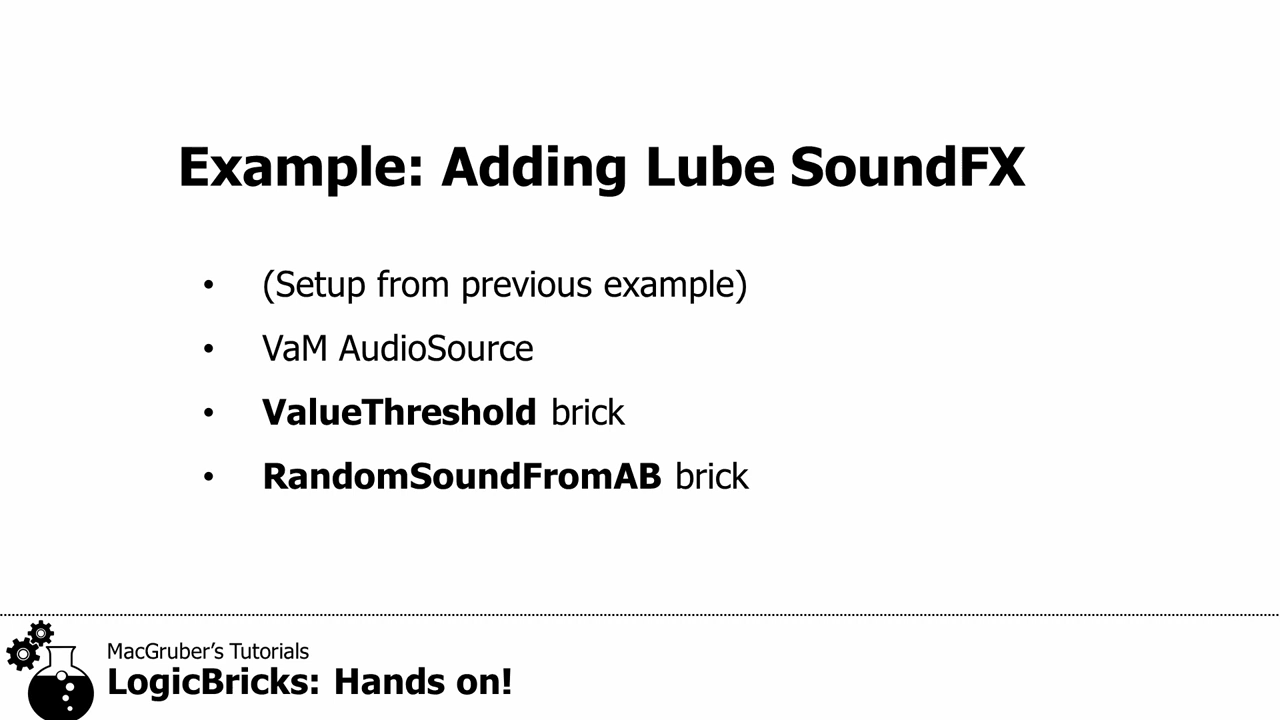 Example: Adding Lube SoundFX
• (Setup from previous example)
• VaM AudioSource
• ValueThreshold brick
• RandomSoundFromAB brick
MacGruber’s Tutorials
LogicBricks: Hands on!